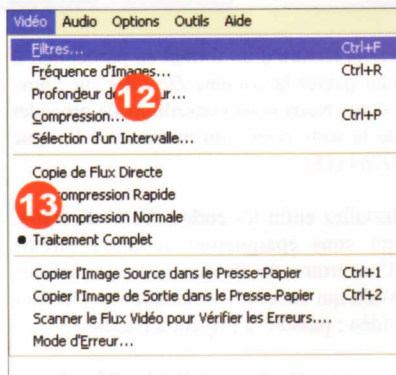 Vidéo Audio Options Outils Aide
Filtres... Ctrl+F
Fréquence d'Images... Ctrl+R
Profondeur de 12 ur...
Compression... Ctrl+P
Sélection d'un Intervalle...
Copie de Flux Directe
13 compression Rapide
compression Normale
Traitement Complet
Copier l'Image Source dans le Presse-Papier Ctrl+1
Copier l'Image de Sortie dans le Presse-Papier Ctrl+2
Scanner le Flux Vidéo pour Vérifier les Erreurs....
Mode d'Erreur...